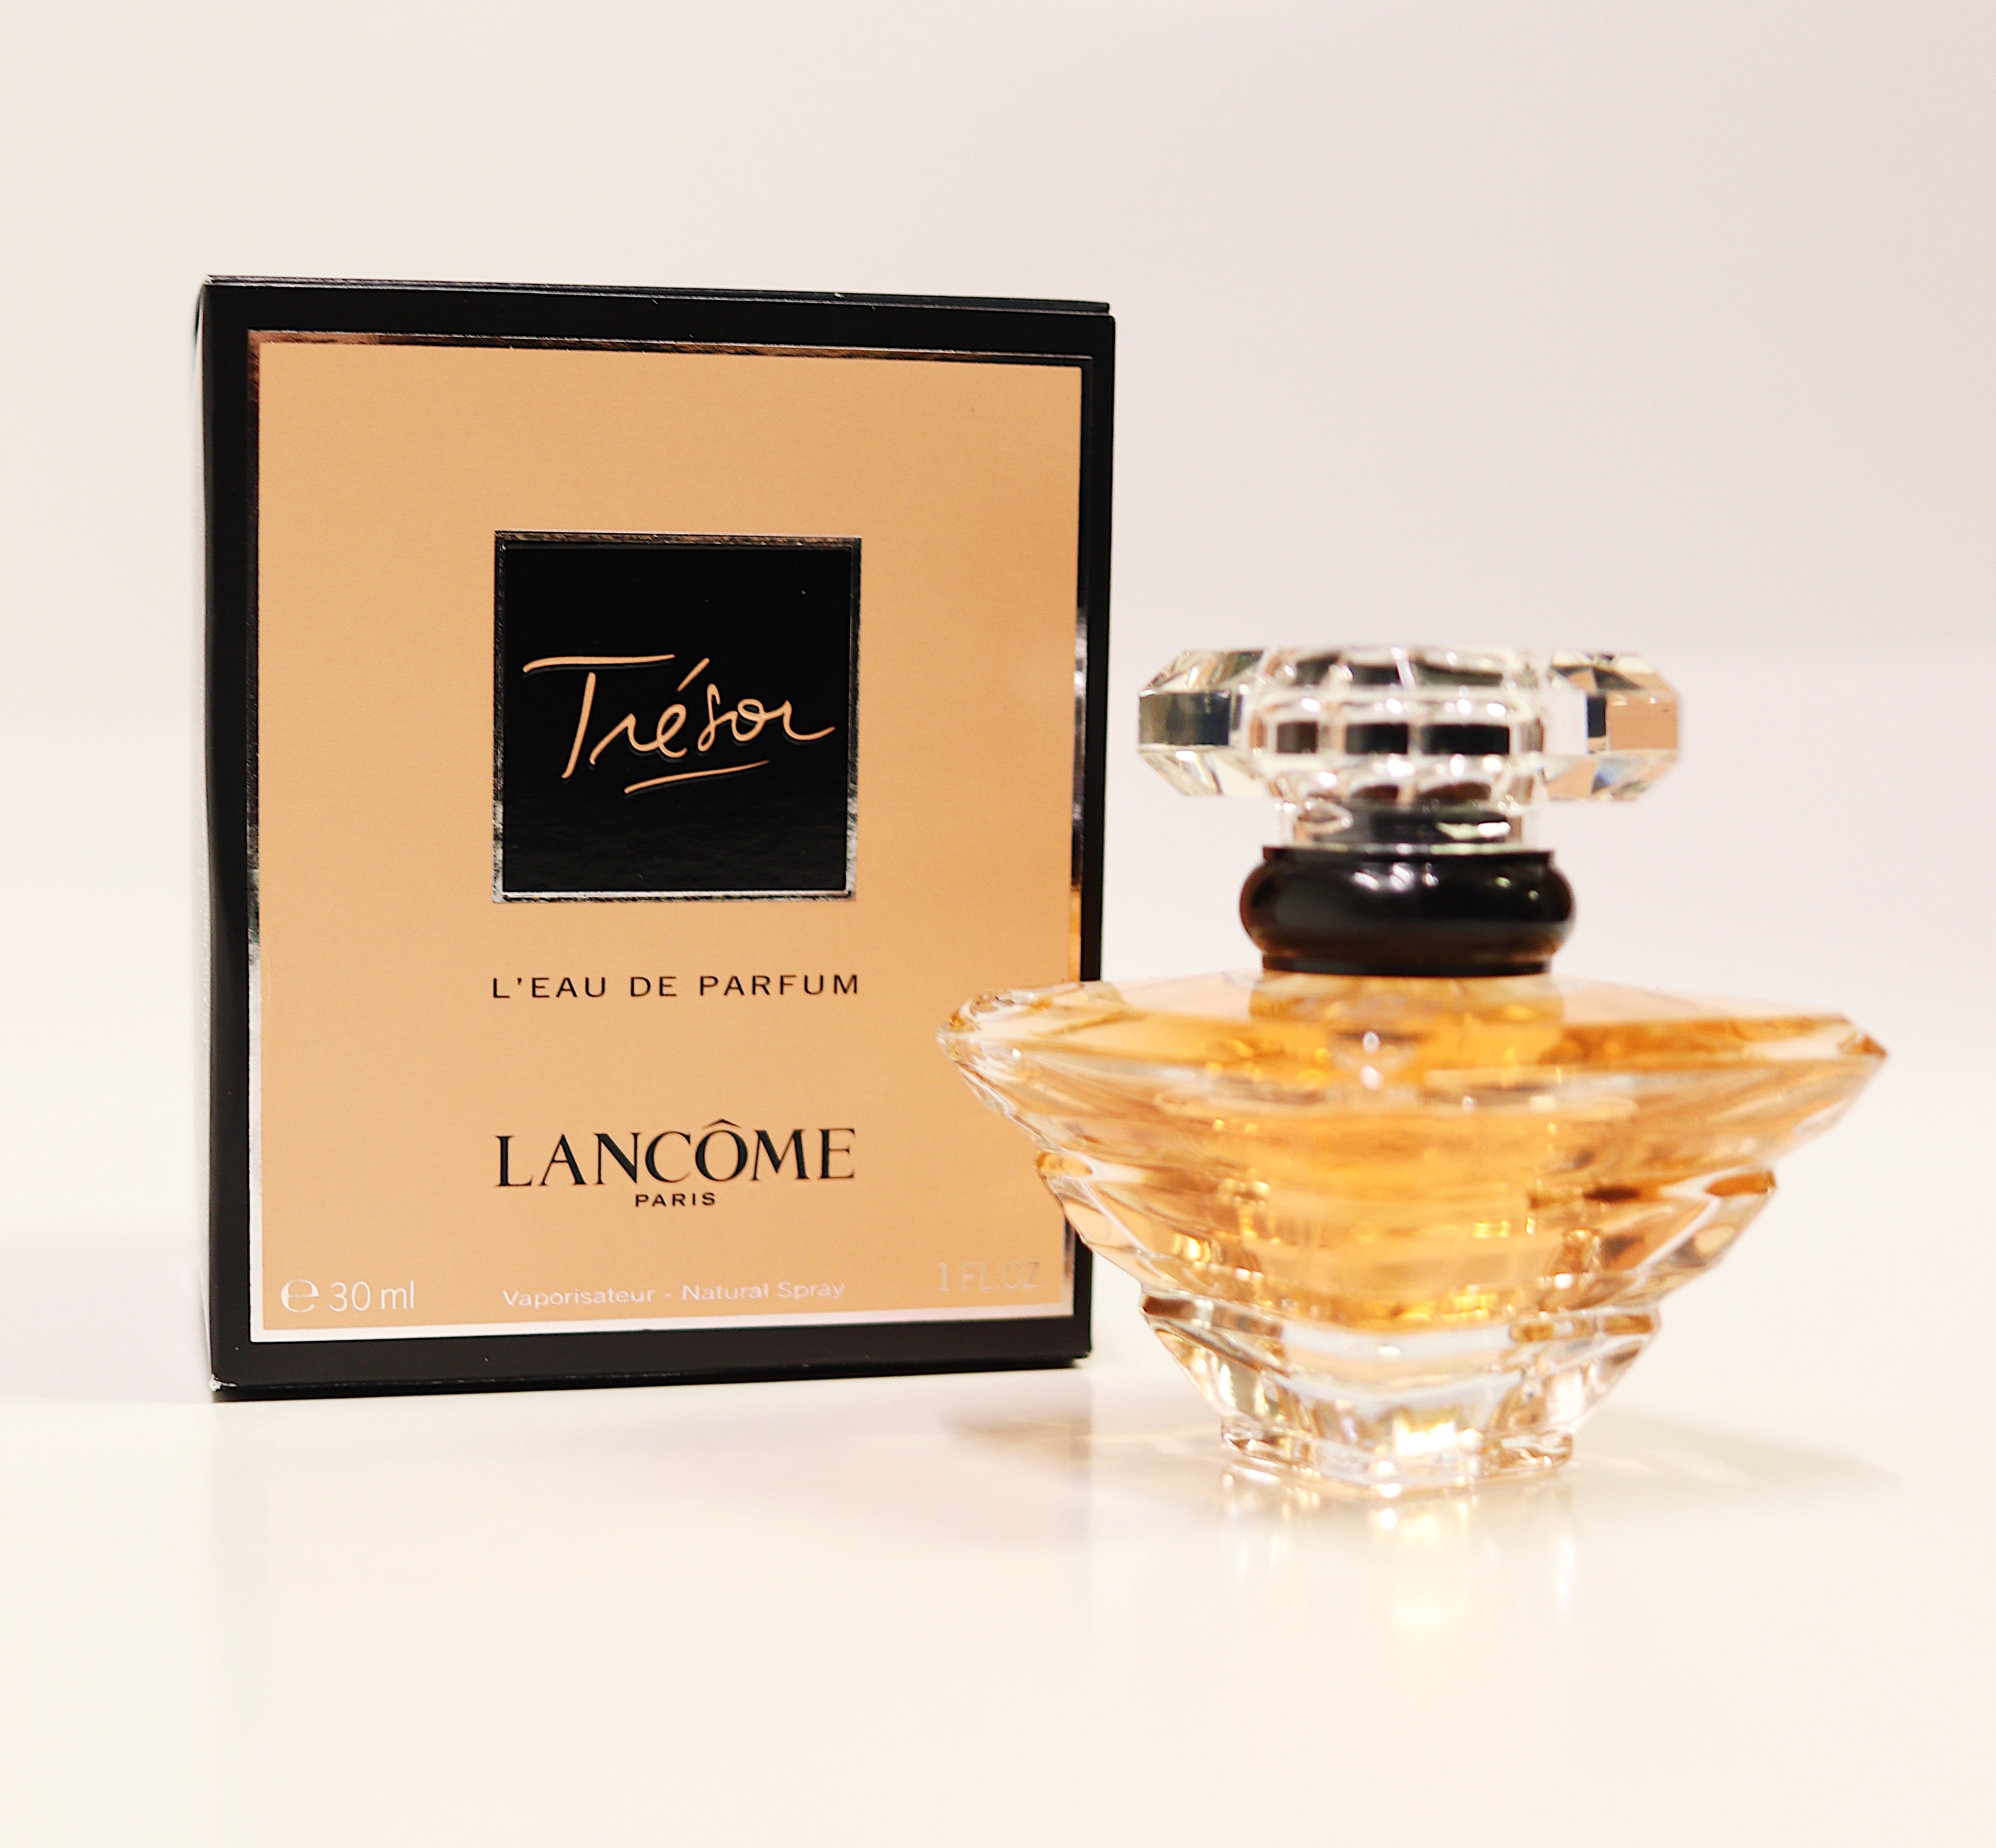 Trésor
L'EAU DE PARFUM
LANCÔME
PARIS
℮ 30 ml Vaporisateur - Natural Spray 1 FL.OZ